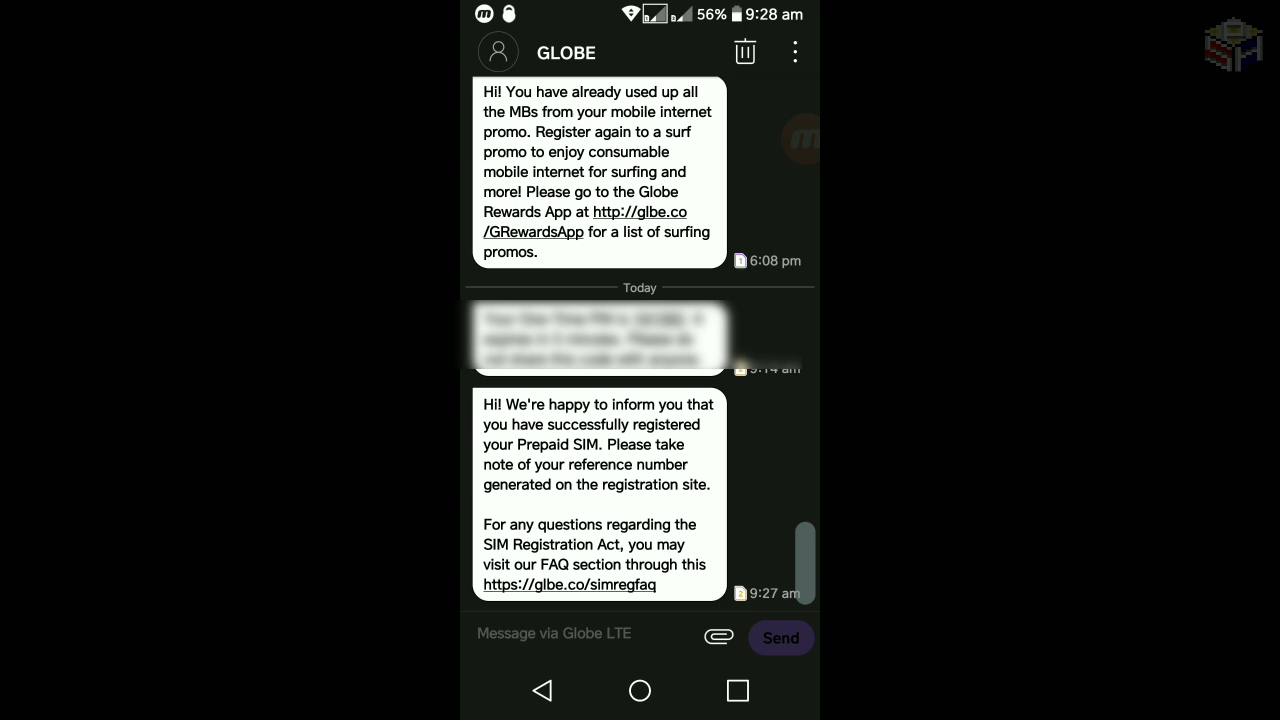 56% 9:28 am
GLOBE
Hi! You have already used up all
the MBs from your mobile internet
promo. Register again to a surf
promo to enjoy consumable
mobile internet for surfing and
more! Please go to the Globe
Rewards App at http://glbe.co
/GRewardsApp for a list of surfing
promos.
1 6:08 pm
Today
9:14 am
Hi! We're happy to inform you that
you have successfully registered
your Prepaid SIM. Please take
note of your reference number
generated on the registration site.
For any questions regarding the
SIM Registration Act, you may
visit our FAQ section through this
https://glbe.co/simregfaq
2 9:27 am
Message via Globe LTE
Send